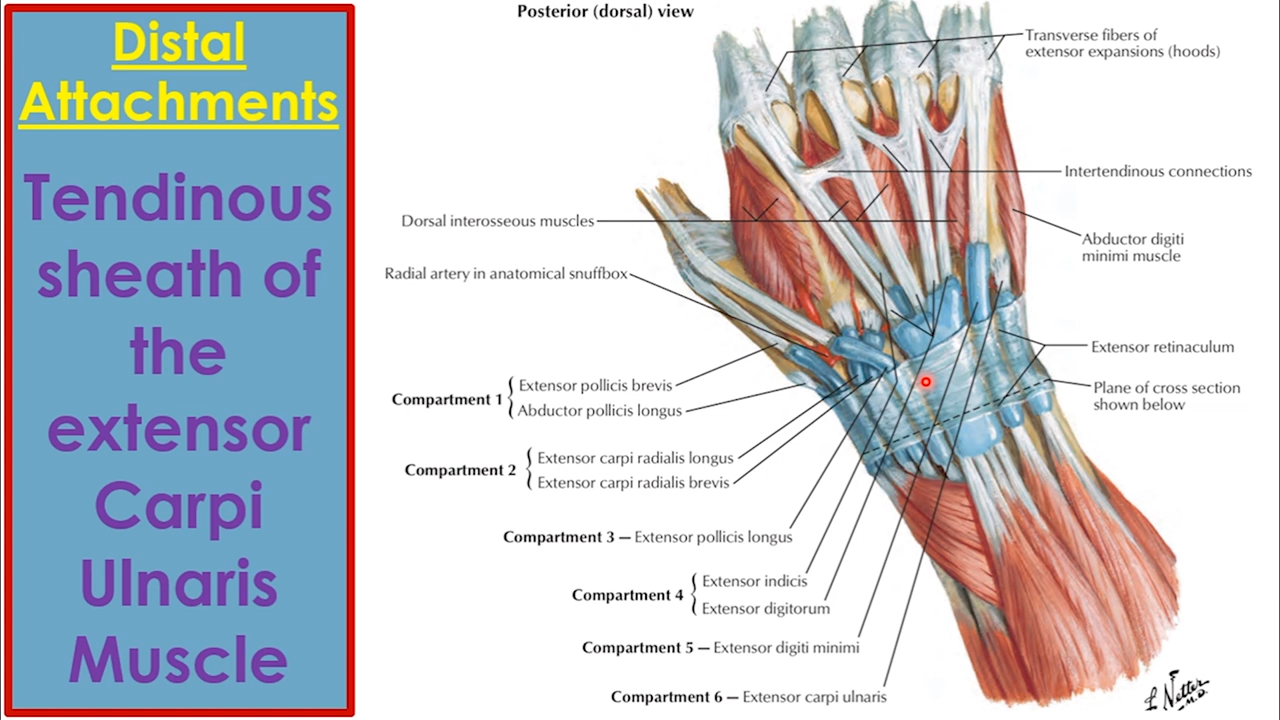 Distal
Attachments
Tendinous
sheath of
the
extensor
Carpi
Ulnaris
Muscle
Posterior (dorsal) view
Transverse fibers of
extensor expansions (hoods)
Intertendinous connections
Dorsal interosseous muscles
Abductor digiti
minimi muscle
Radial artery in anatomical snuffbox
Extensor retinaculum
Plane of cross section
shown below
Compartment 1
Extensor pollicis brevis
Abductor pollicis longus
Compartment 2
Extensor carpi radialis longus
Extensor carpi radialis brevis
Compartment 3 — Extensor pollicis longus
Compartment 4
Extensor indicis
Extensor digitorum
Compartment 5 — Extensor digiti minimi
Compartment 6 — Extensor carpi ulnaris
F. Netter
M.D.